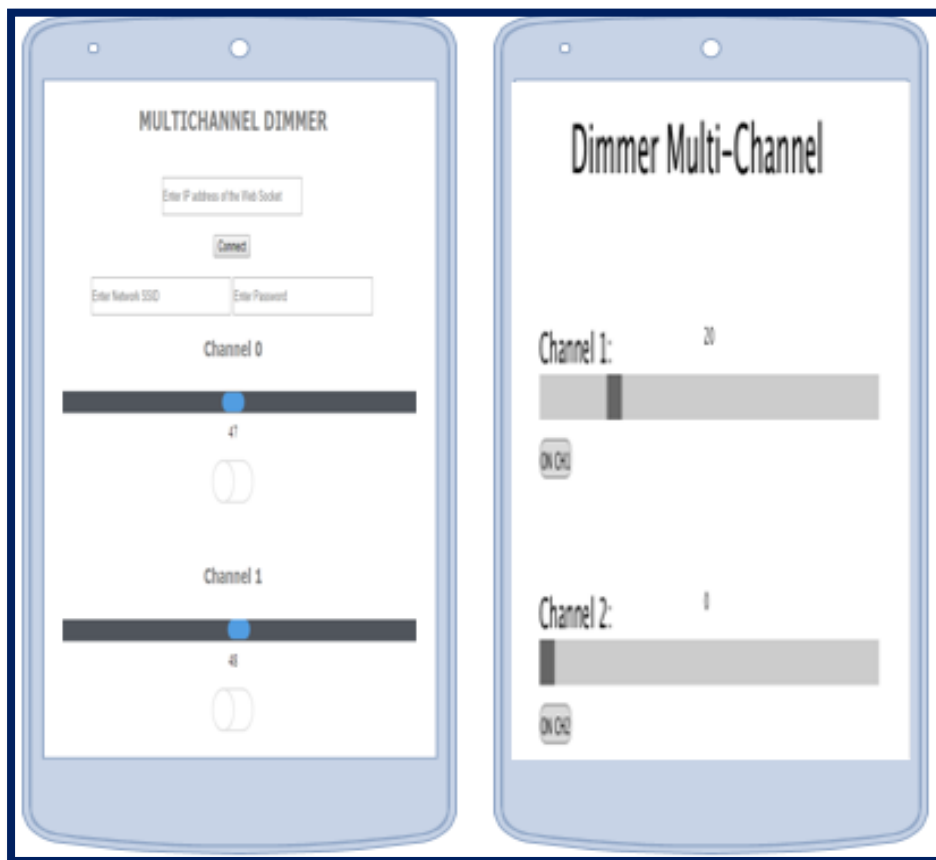 MULTICHANNEL DIMMER
Enter IP address of the Web Socket
Connect
Enter Network SSID Enter Password
Channel 0
47
Channel 1
48
Dimmer Multi-Channel
Channel 1: 20
ON CH1
Channel 2: 0
ON CH2